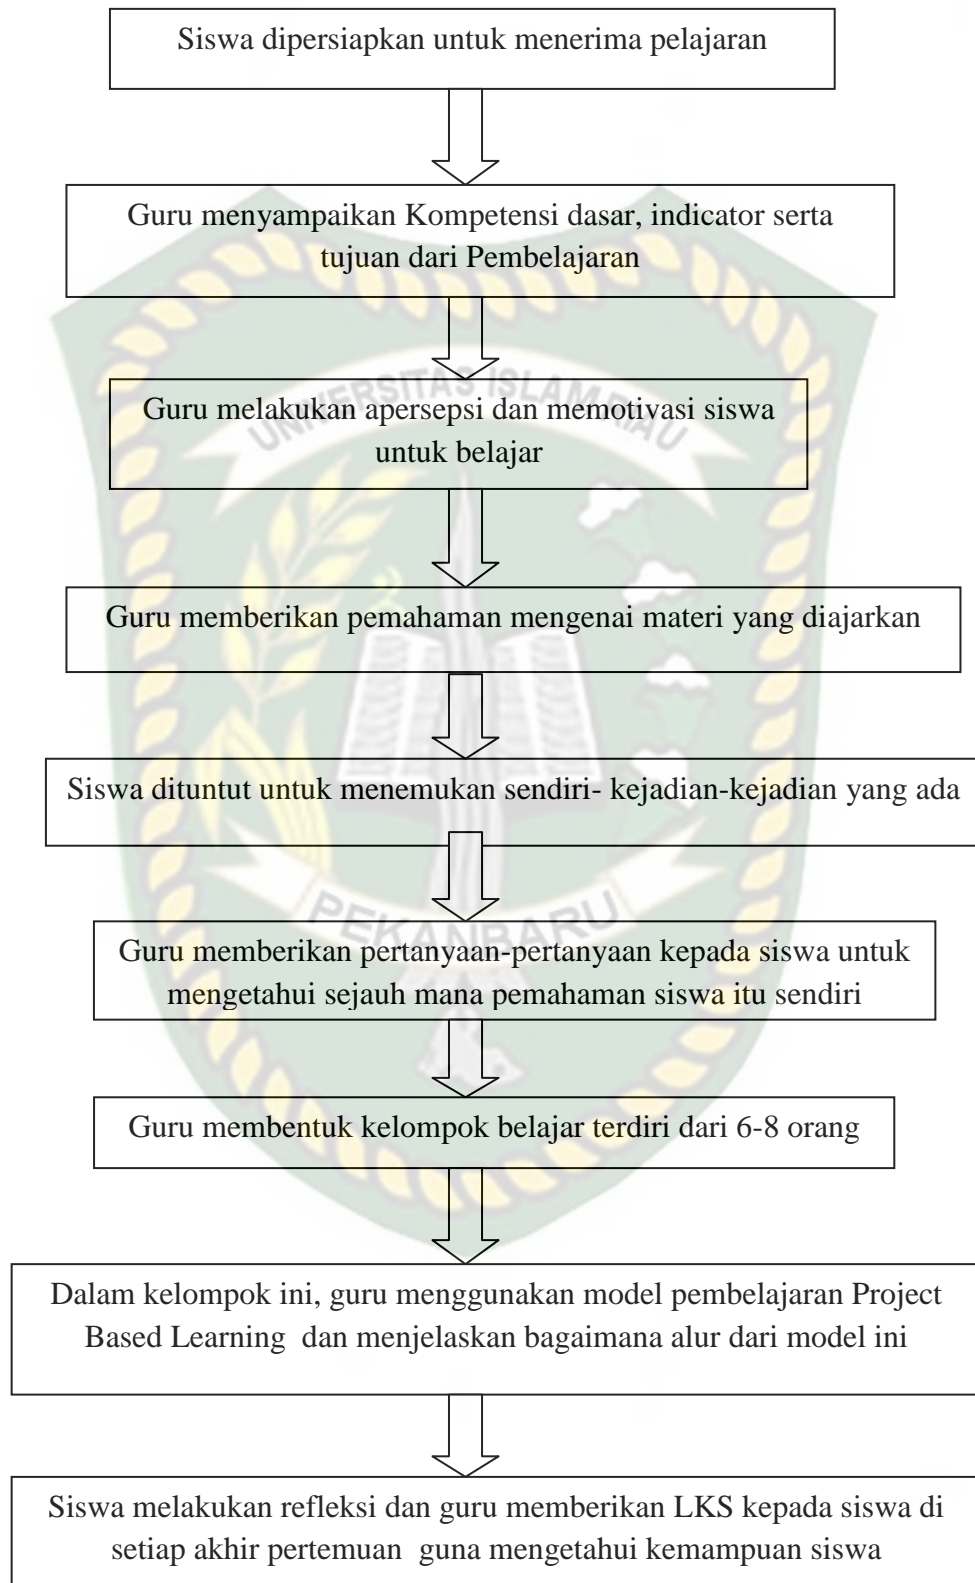 Siswa dipersiapkan untuk menerima pelajaran
Guru menyampaikan Kompetensi dasar, indicator serta
tujuan dari Pembelajaran
UNIVERSITAS ISLAM RIAU
Guru melakukan apersepsi dan memotivasi siswa
untuk belajar
Guru memberikan pemahaman mengenai materi yang diajarkan
Siswa dituntut untuk menemukan sendiri- kejadian-kejadian yang ada
PEKANBARU
Guru memberikan pertanyaan-pertanyaan kepada siswa untuk
mengetahui sejauh mana pemahaman siswa itu sendiri
Guru membentuk kelompok belajar terdiri dari 6-8 orang
Dalam kelompok ini, guru menggunakan model pembelajaran Project
Based Learning  dan menjelaskan bagaimana alur dari model ini
Siswa melakukan refleksi dan guru memberikan LKS kepada siswa di
setiap akhir pertemuan  guna mengetahui kemampuan siswa